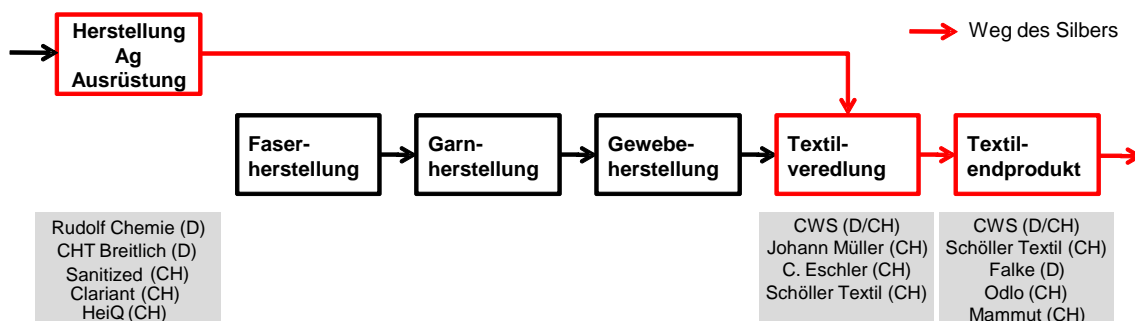 Herstellung
Ag
Ausrüstung
Weg des Silbers
Faser-
herstellung
Garn-
herstellung
Gewebe-
herstellung
Textil-
veredlung
Textil-
endprodukt
Rudolf Chemie (D)
CHT Breitlich (D)
Sanitized (CH)
Clariant (CH)
HeiQ (CH)
CWS (D/CH)
Johann Müller (CH)
C. Eschler (CH)
Schöller Textil (CH)
CWS (D/CH)
Schöller Textil (CH)
Falke (D)
Odlo (CH)
Mammut (CH)